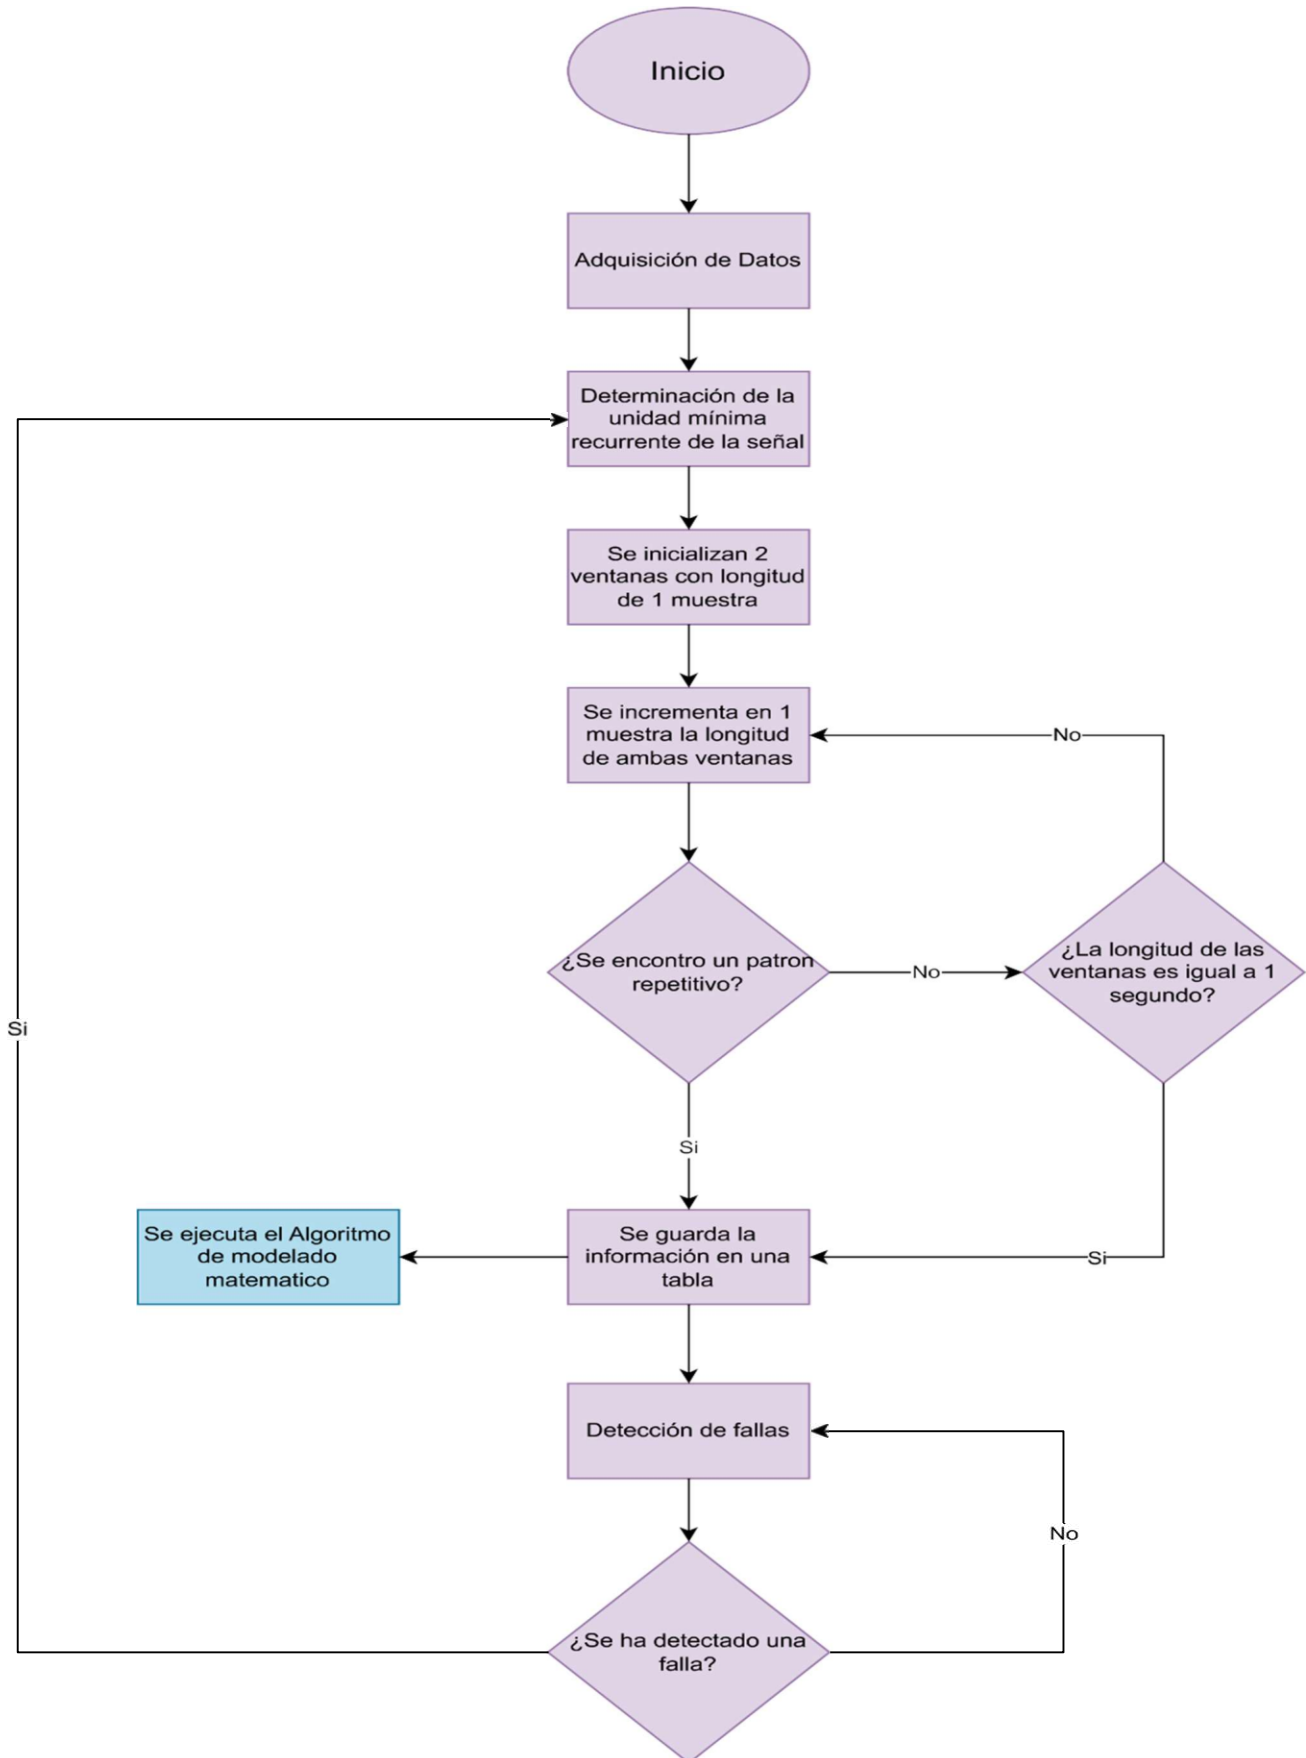 Inicio
Adquisición de Datos
Determinación de la
unidad mínima
recurrente de la señal
Se inicializan 2
ventanas con longitud
de 1 muestra
Se incrementa en 1
muestra la longitud
de ambas ventanas
No
¿Se encontro un patron
repetitivo?
No
¿La longitud de las
ventanas es igual a 1
segundo?
Si
Si
Se ejecuta el Algoritmo
de modelado
matematico
Se guarda la
información en una
tabla
Si
Detección de fallas
No
¿Se ha detectado una
falla?